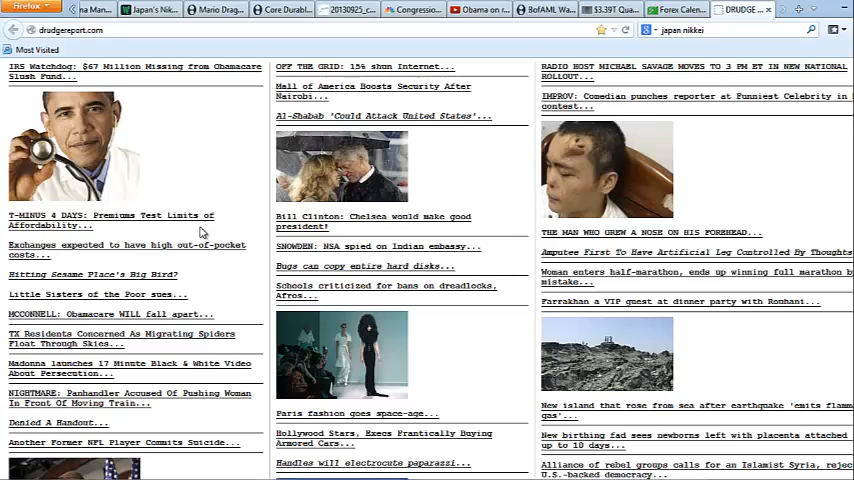 Firefox
na Man...
Japan's Nik...
Mario Drag...
Core Durabl...
20130925_c...
Congressio...
Obama on r...
BofAML Wa...
$3.39T Qua...
Forex Calen...
DRUDGE ...
drudgereport.com
japan nikkei
Most Visited
IRS Watchdog: $67 Million Missing from Obamacare
Slush Fund...
T-MINUS 4 DAYS: Premiums Test Limits of
Affordability...
Exchanges expected to have high out-of-pocket
costs...
Hitting Sesame Place's Big Bird?
Little Sisters of the Poor sues...
MCCONNELL: Obamacare WILL fall apart...
TX Residents Concerned As Migrating Spiders
Float Through Skies...
Madonna launches 17 Minute Black & White Video
About Persecution...
NIGHTMARE: Panhandler Accused Of Pushing Woman
In Front Of Moving Train...
Denied A Handout...
Another Former NFL Player Commits Suicide...
OFF THE GRID: 15% shun Internet...
Mall of America Boosts Security After
Nairobi...
Al-Shabab 'Could Attack United States'...
Bill Clinton: Chelsea would make good
president!
SNOWDEN: NSA spied on Indian embassy...
Bugs can copy entire hard disks...
Schools criticized for bans on dreadlocks,
Afros...
Paris fashion goes space-age...
Hollywood Stars, Execs Frantically Buying
Armored Cars...
Handles will electrocute paparazzi...
RADIO HOST MICHAEL SAVAGE MOVES TO 3 PM ET IN NEW NATIONAL
ROLLOUT...
IMPROV: Comedian punches reporter at Funniest Celebrity in
contest...
THE MAN WHO GREW A NOSE ON HIS FOREHEAD...
Amputee First To Have Artificial Leg Controlled By Thoughts
Woman enters half-marathon, ends up winning full marathon b
mistake...
Farrakhan a VIP guest at dinner party with Rouhani...
New island that rose from sea after earthquake 'emits flamm
gas'...
New birthing fad sees newborns left with placenta attached
up to 10 days...
Alliance of rebel groups calls for an Islamist Syria, rejec
U.S.-backed democracy...